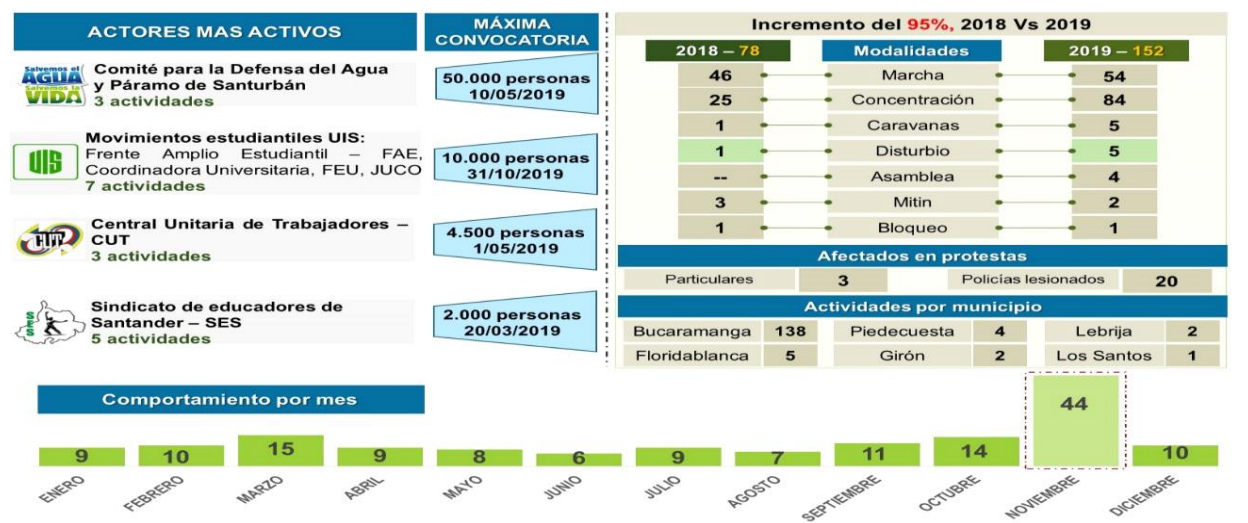 ACTORES MAS ACTIVOS
MÁXIMA
CONVOCATORIA
Salvemos el
AGUA
Salvemos la
VIDA
Comité para la Defensa del Agua
y Páramo de Santurbán
3 actividades
50.000 personas
10/05/2019
UIS
Movimientos estudiantiles UIS:
Frente Amplio Estudiantil – FAE,
Coordinadora Universitaria, FEU, JUCO
7 actividades
10.000 personas
31/10/2019
CUT
Central Unitaria de Trabajadores –
CUT
3 actividades
4.500 personas
1/05/2019
SES
Sindicato de educadores de
Santander – SES
5 actividades
2.000 personas
20/03/2019
Incremento del 95%, 2018 Vs 2019
2018 – 78 Modalidades 2019 – 152
46 Marcha 54
25 Concentración 84
1 Caravanas 5
1 Disturbio 5
-- Asamblea 4
3 Mitin 2
1 Bloqueo 1
Afectados en protestas
Particulares 3 Policías lesionados 20
Actividades por municipio
Bucaramanga 138 Piedecuesta 4 Lebrija 2
Floridablanca 5 Girón 2 Los Santos 1
Comportamiento por mes
9 10 15 9 8 6 9 7 11 14 44 10
ENERO FEBRERO MARZO ABRIL MAYO JUNIO JULIO AGOSTO SEPTIEMBRE OCTUBRE NOVIEMBRE DICIEMBRE